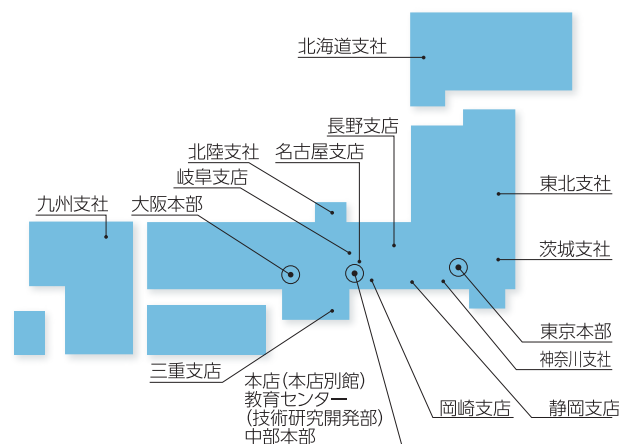 北海道支社
長野支店
北陸支社
名古屋支店
岐阜支店
東北支社
九州支社
大阪本部
茨城支社
東京本部
神奈川支社
三重支店
本店(本店別館)
教育センター
(技術研究開発部)
中部本部
岡崎支店
静岡支店